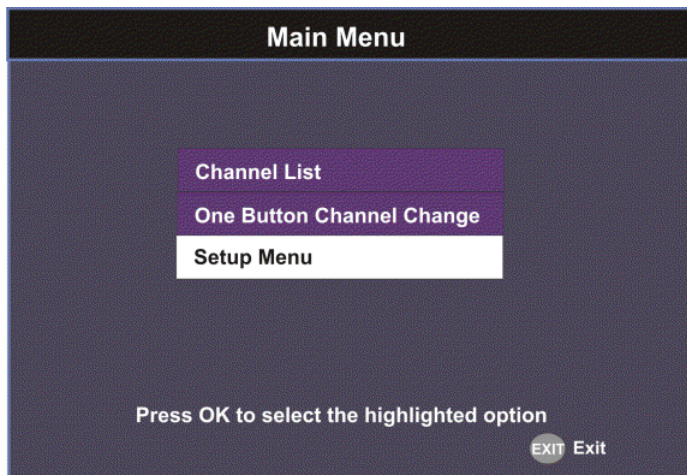 Main Menu
Channel List
One Button Channel Change
Setup Menu
Press OK to select the highlighted option
EXIT Exit